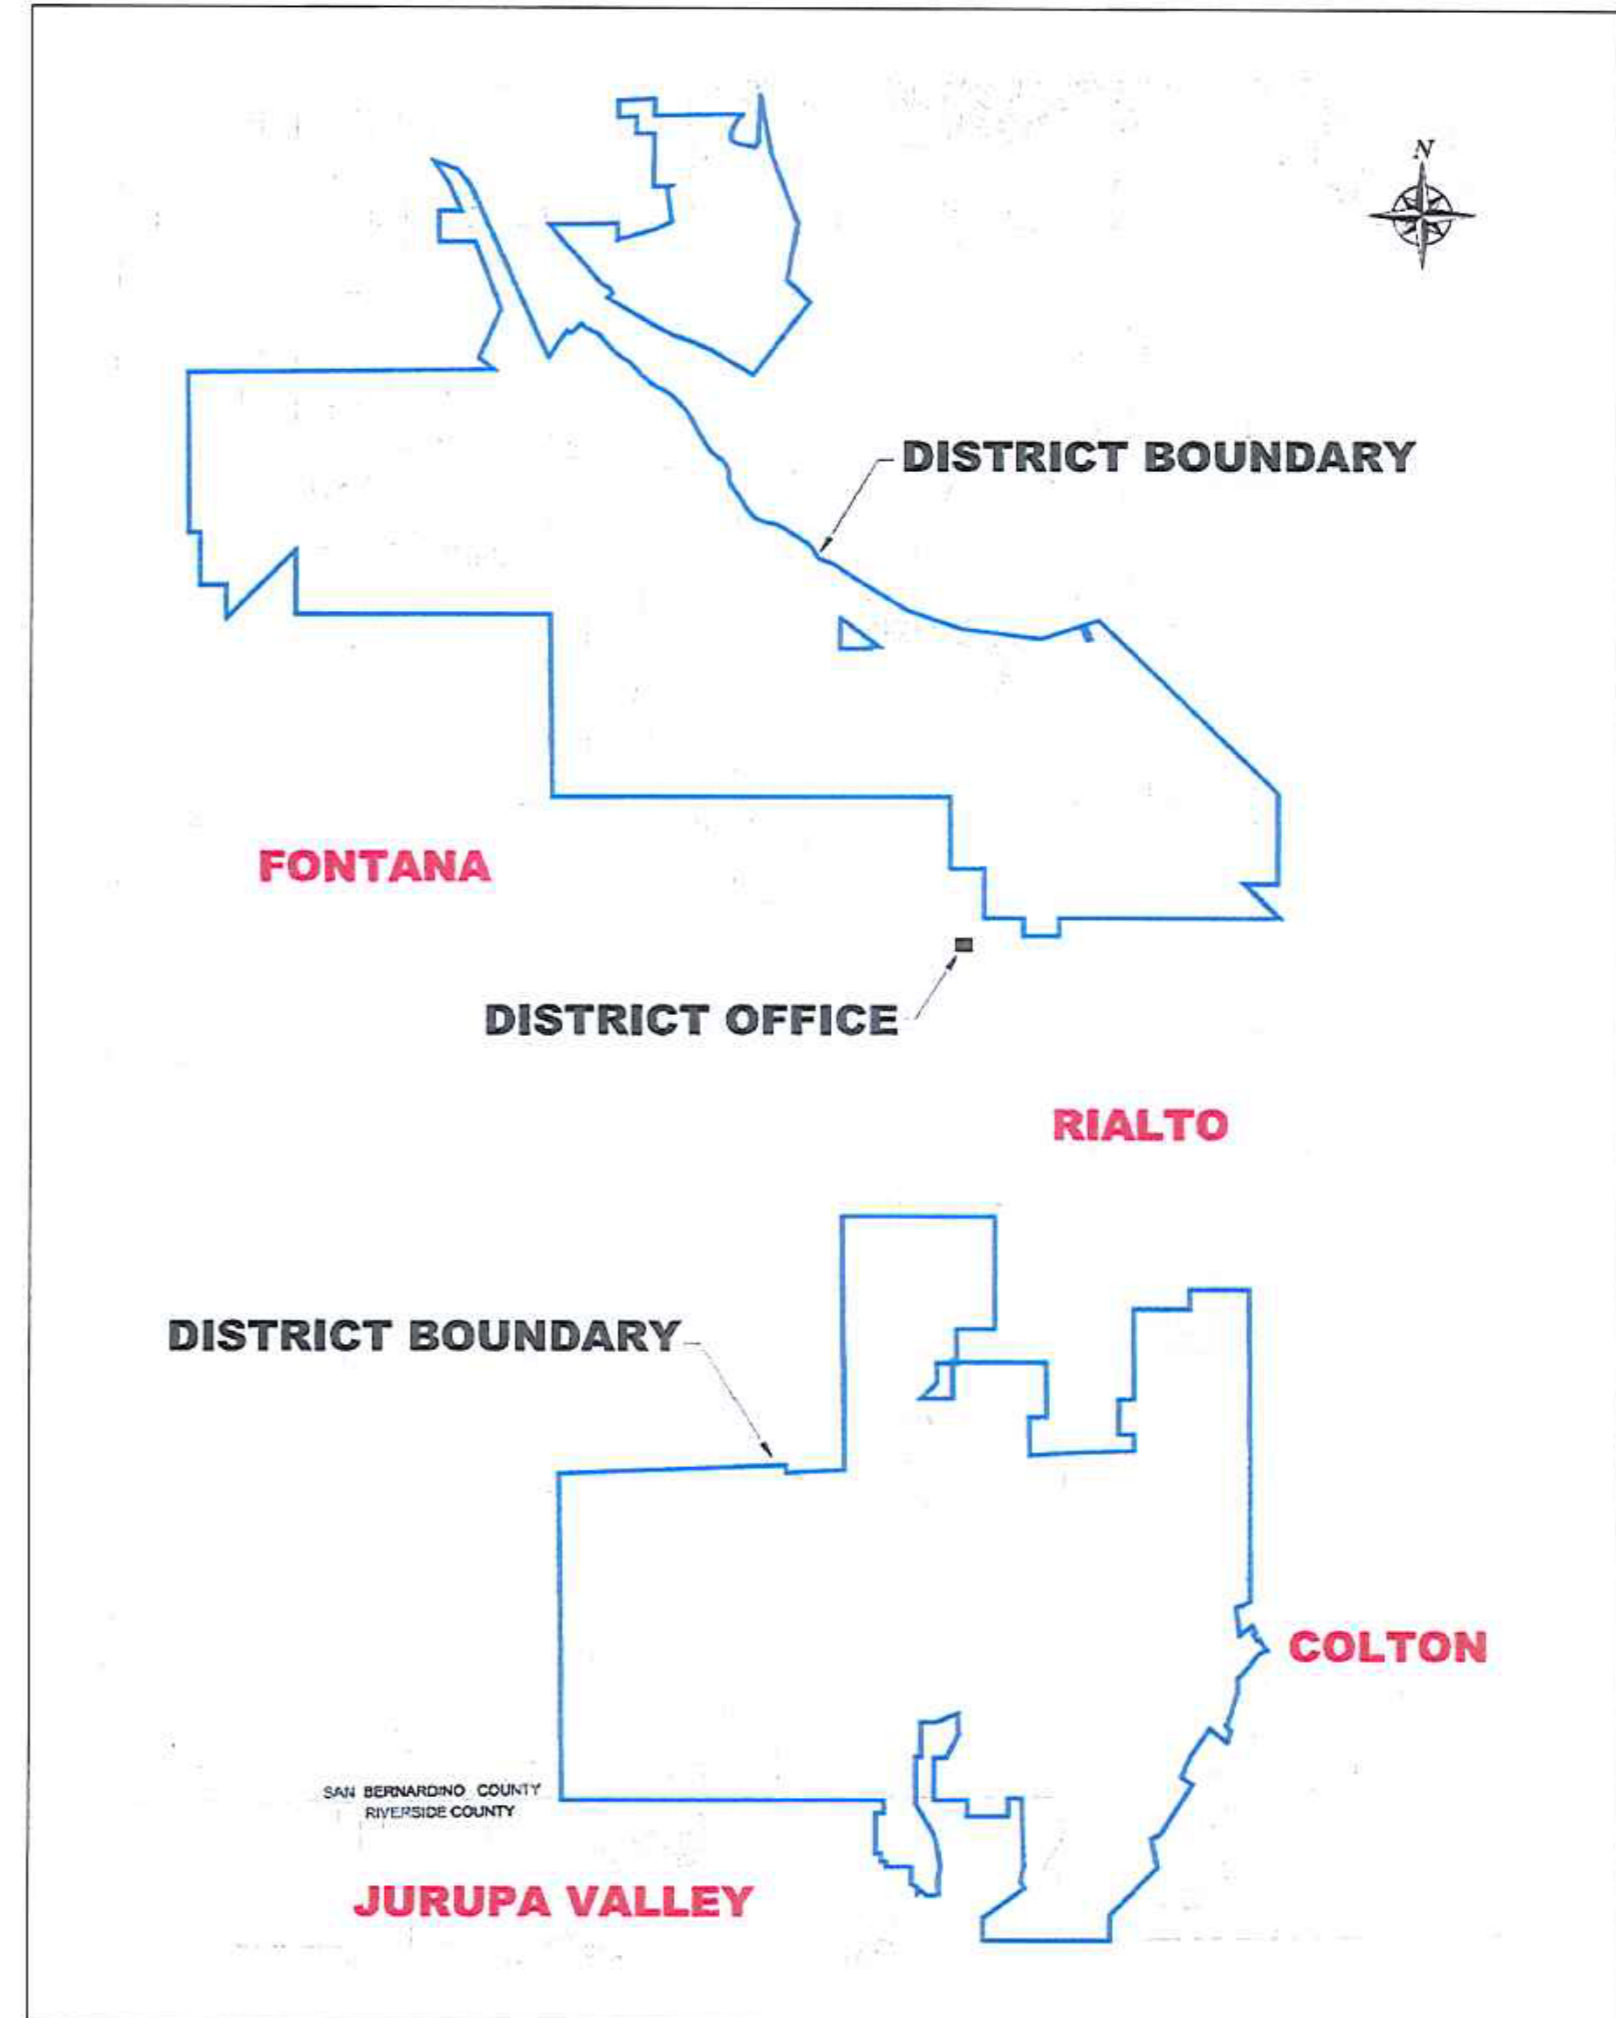 N
DISTRICT BOUNDARY
FONTANA
DISTRICT OFFICE
RIALTO
DISTRICT BOUNDARY
COLTON
SAN BERNARDINO COUNTY
RIVERSIDE COUNTY
JURUPA VALLEY